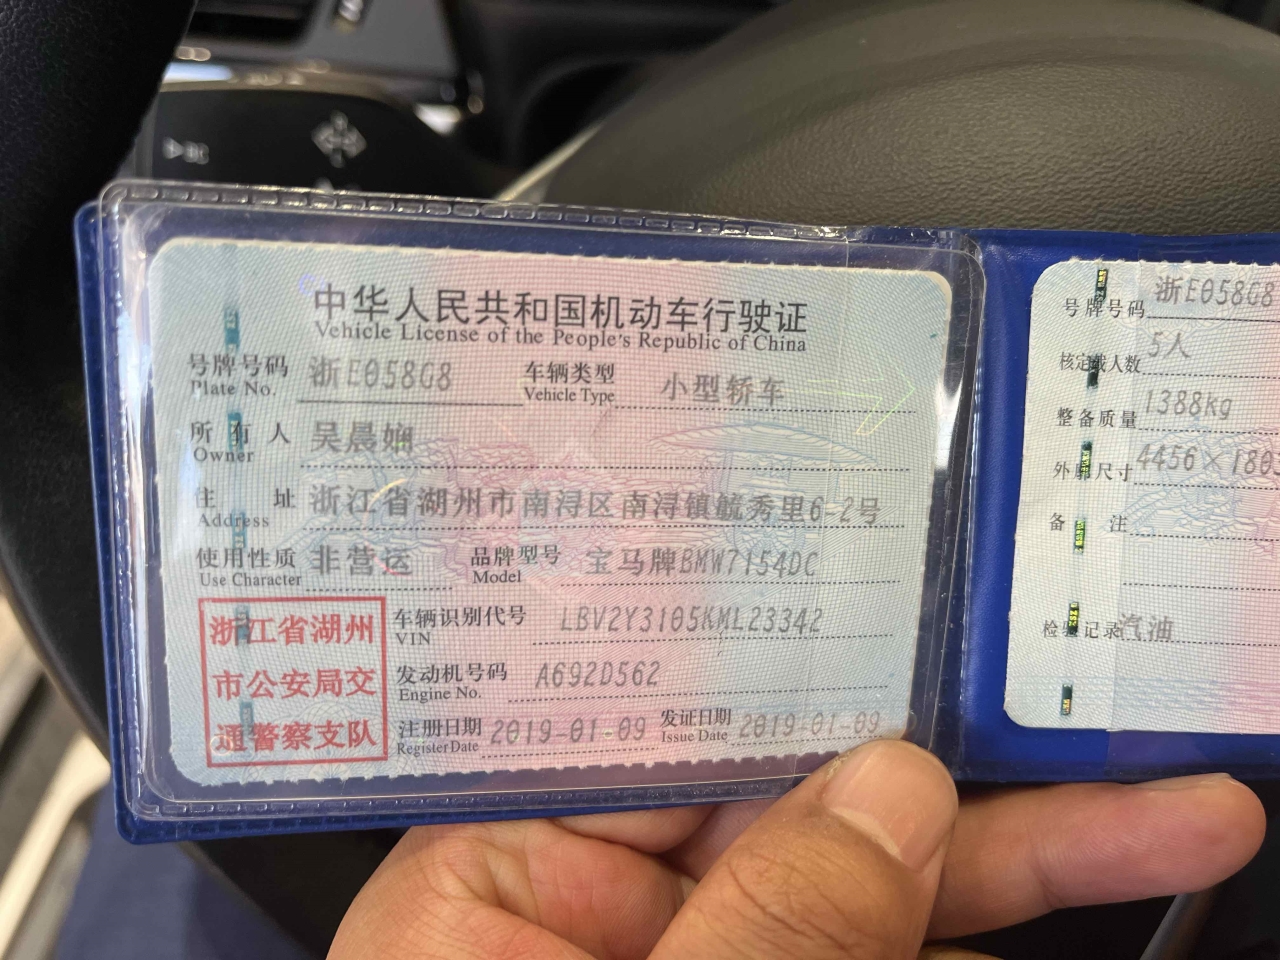 中华人民共和国机动车行驶证
Vehicle License of the People's Republic of China
号牌号码 浙E058G8 车辆类型 小型轿车
Plate No. Vehicle Type
所有人 吴晨娴
Owner
住址 浙江省湖州市南浔区南浔镇毓秀里6-2号
Address
使用性质 非营运 品牌型号 宝马牌BMW7154DC
Use Character Model
浙江省湖州
市公安局交
通警察支队
车辆识别代号 LBV2Y3105KML23342
VIN
发动机号码 A692D562
Engine No.
注册日期 2019-01-09 发证日期 2019-01-09
Register Date Issue Date
号牌号码 浙E058G8
核定载人数 5人
整备质量 1388kg
外廓尺寸 4456×180
备注
检验记录 汽油